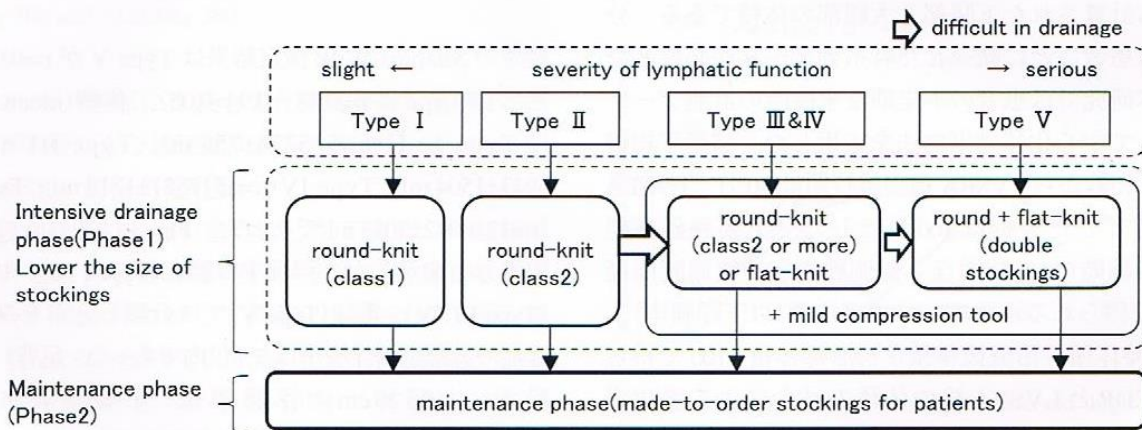 difficult in drainage
slight ← severity of lymphatic function → serious
Type Ⅰ
Type Ⅱ
Type Ⅲ&Ⅳ
Type Ⅴ
Intensive drainage
phase(Phase1)
Lower the size of
stockings
round-knit
(class1)
round-knit
(class2)
round-knit
(class2 or more)
or flat-knit
round + flat-knit
(double
stockings)
+ mild compression tool
Maintenance phase
(Phase2)
maintenance phase(made-to-order stockings for patients)